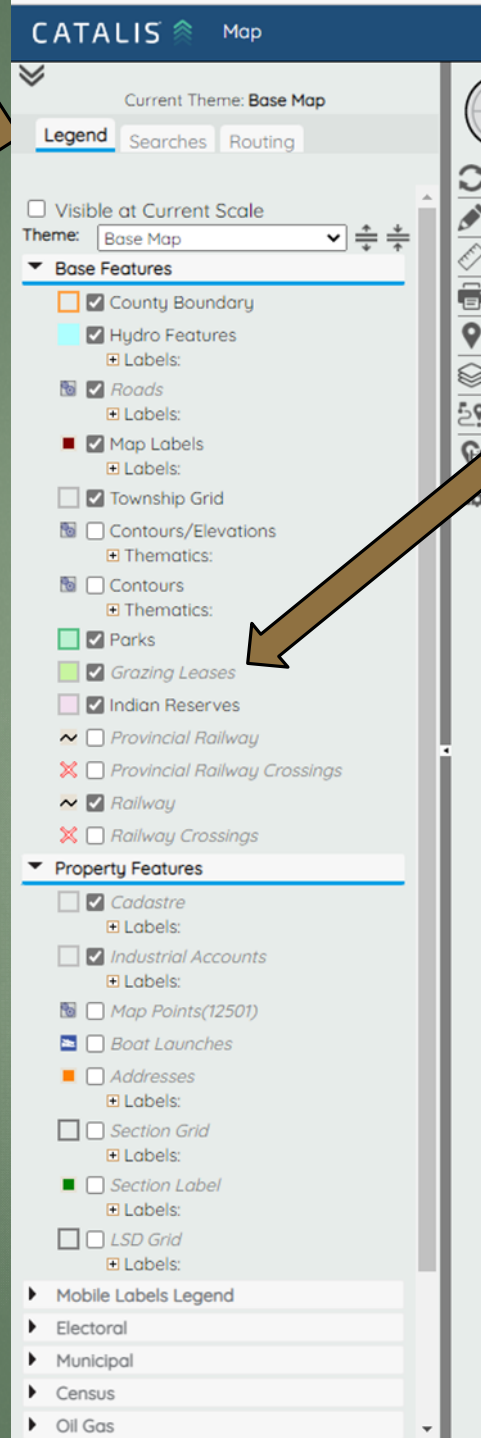 CATALIS Map
Current Theme: Base Map
Legend Searches Routing
Visible at Current Scale
Theme: Base Map
Base Features
County Boundary
Hydro Features
Labels:
Roads
Labels:
Map Labels
Labels:
Township Grid
Contours/Elevations
Thematics:
Contours
Thematics:
Parks
Grazing Leases
Indian Reserves
Provincial Railway
Provincial Railway Crossings
Railway
Railway Crossings
Property Features
Cadastre
Labels:
Industrial Accounts
Labels:
Map Points(12501)
Boat Launches
Addresses
Labels:
Section Grid
Labels:
Section Label
Labels:
LSD Grid
Labels:
Mobile Labels Legend
Electoral
Municipal
Census
Oil Gas